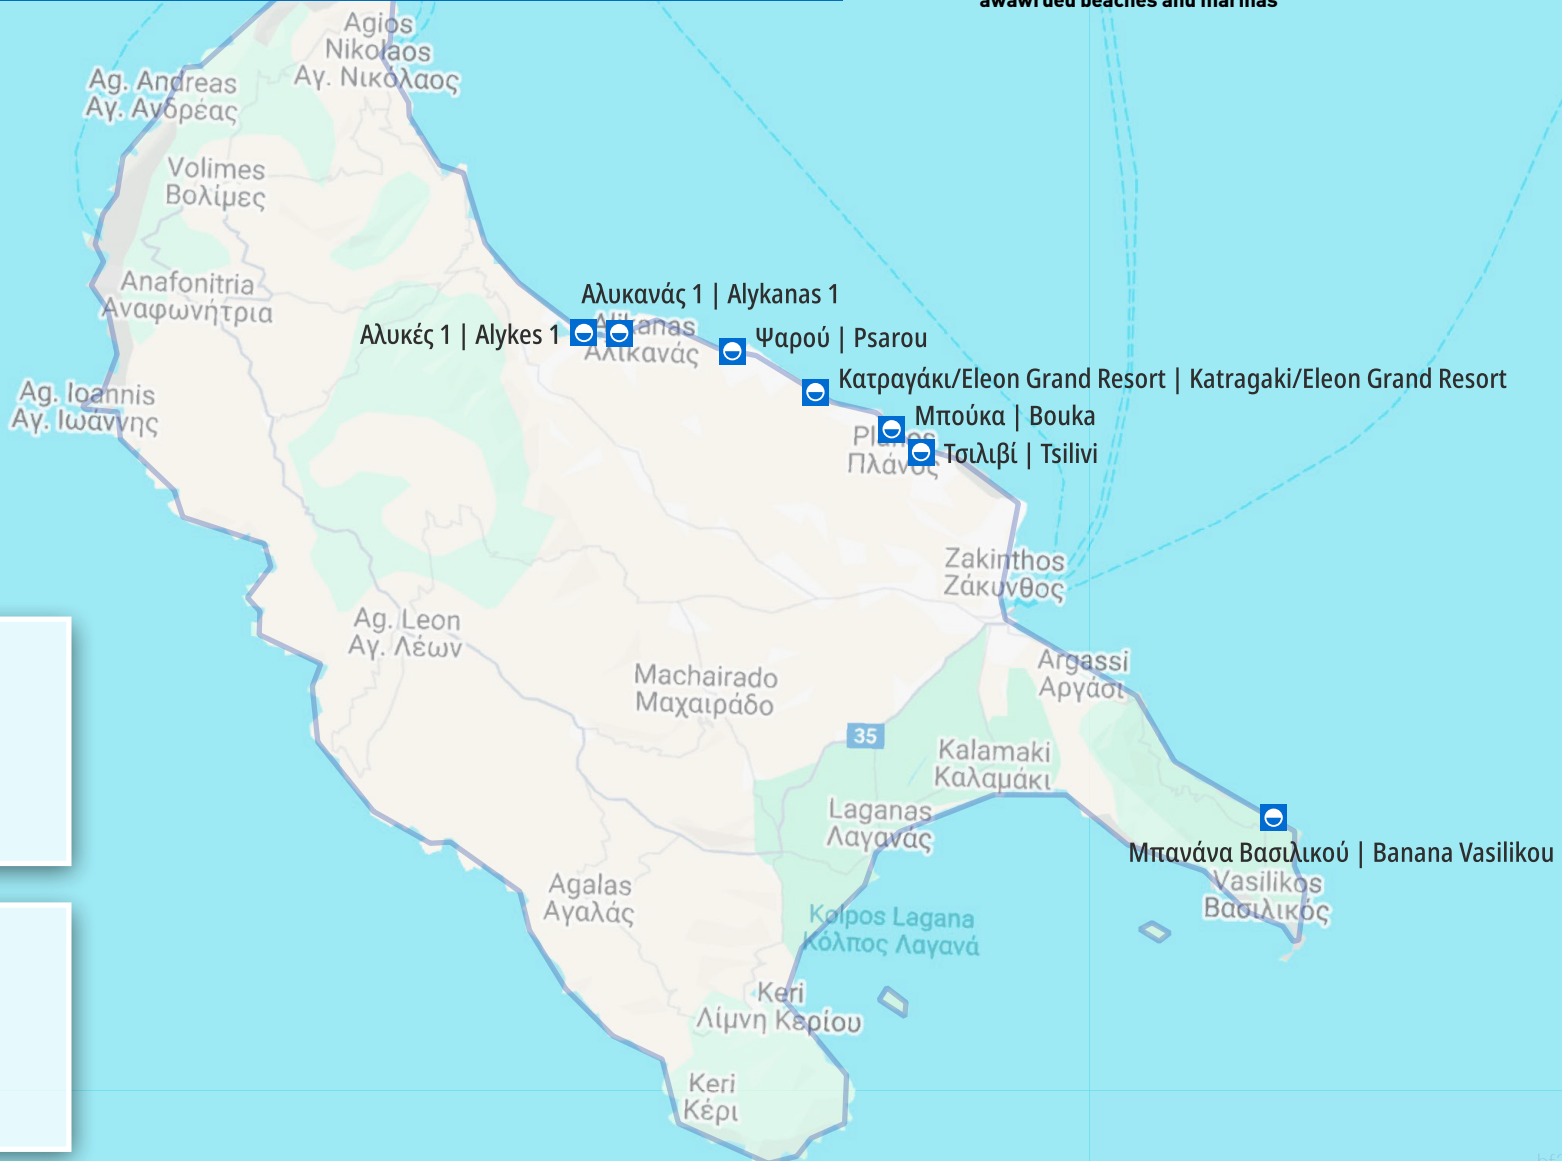 awawrded beaches and marinas
Agios
Nikolaos
Αγ. Νικόλαος
Ag. Andreas
Αγ. Ανδρέας
Volimes
Βολίμες
Anafonitria
Αναφωνήτρια
Αλυκανάς 1 | Alykanas 1
Αλυκές 1 | Alykes 1
Alikanas
Αλικανάς
Ψαρού | Psarou
Κατραγάκι/Eleon Grand Resort | Katragaki/Eleon Grand Resort
Ag. Ioannis
Αγ. Ιωάννης
Μπούκα | Bouka
Planos
Πλάνος
Τσιλιβί | Tsilivi
Zakinthos
Ζάκυνθος
Ag. Leon
Αγ. Λέων
Argassi
Αργάσι
Machairado
Μαχαιράδο
35
Kalamaki
Καλαμάκι
Laganas
Λαγανάς
Μπανάνα Βασιλικού | Banana Vasilikou
Vasilikos
Βασιλικός
Agalas
Αγαλάς
Kolpos Lagana
Κόλπος Λαγανά
Keri
Λίμνη Κερίου
Keri
Κέρι